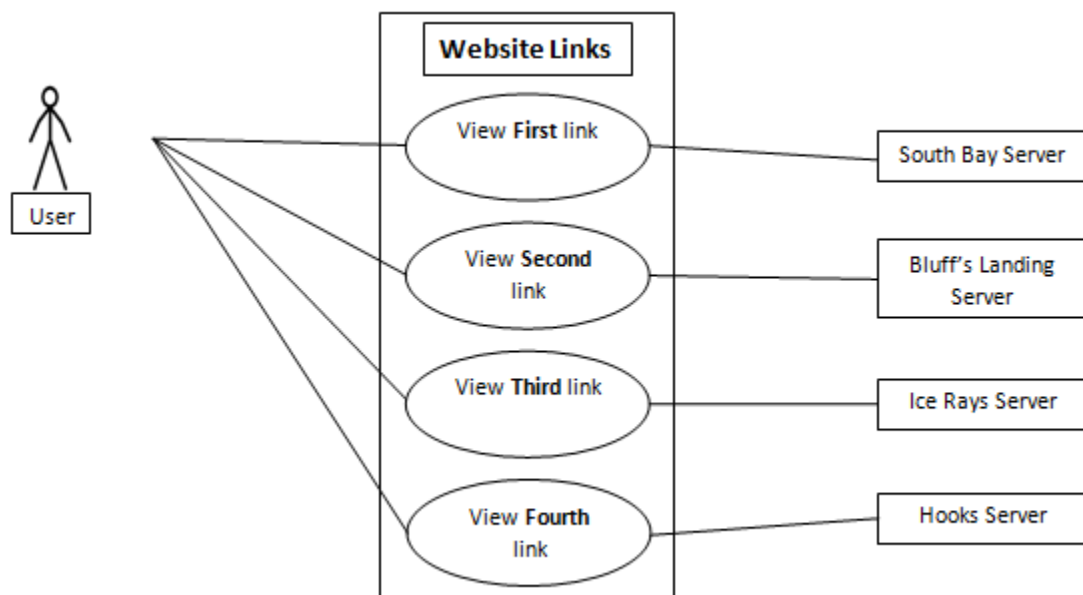 Website Links
User
View First link
South Bay Server
View Second
link
Bluff's Landing
Server
View Third link
Ice Rays Server
View Fourth
link
Hooks Server